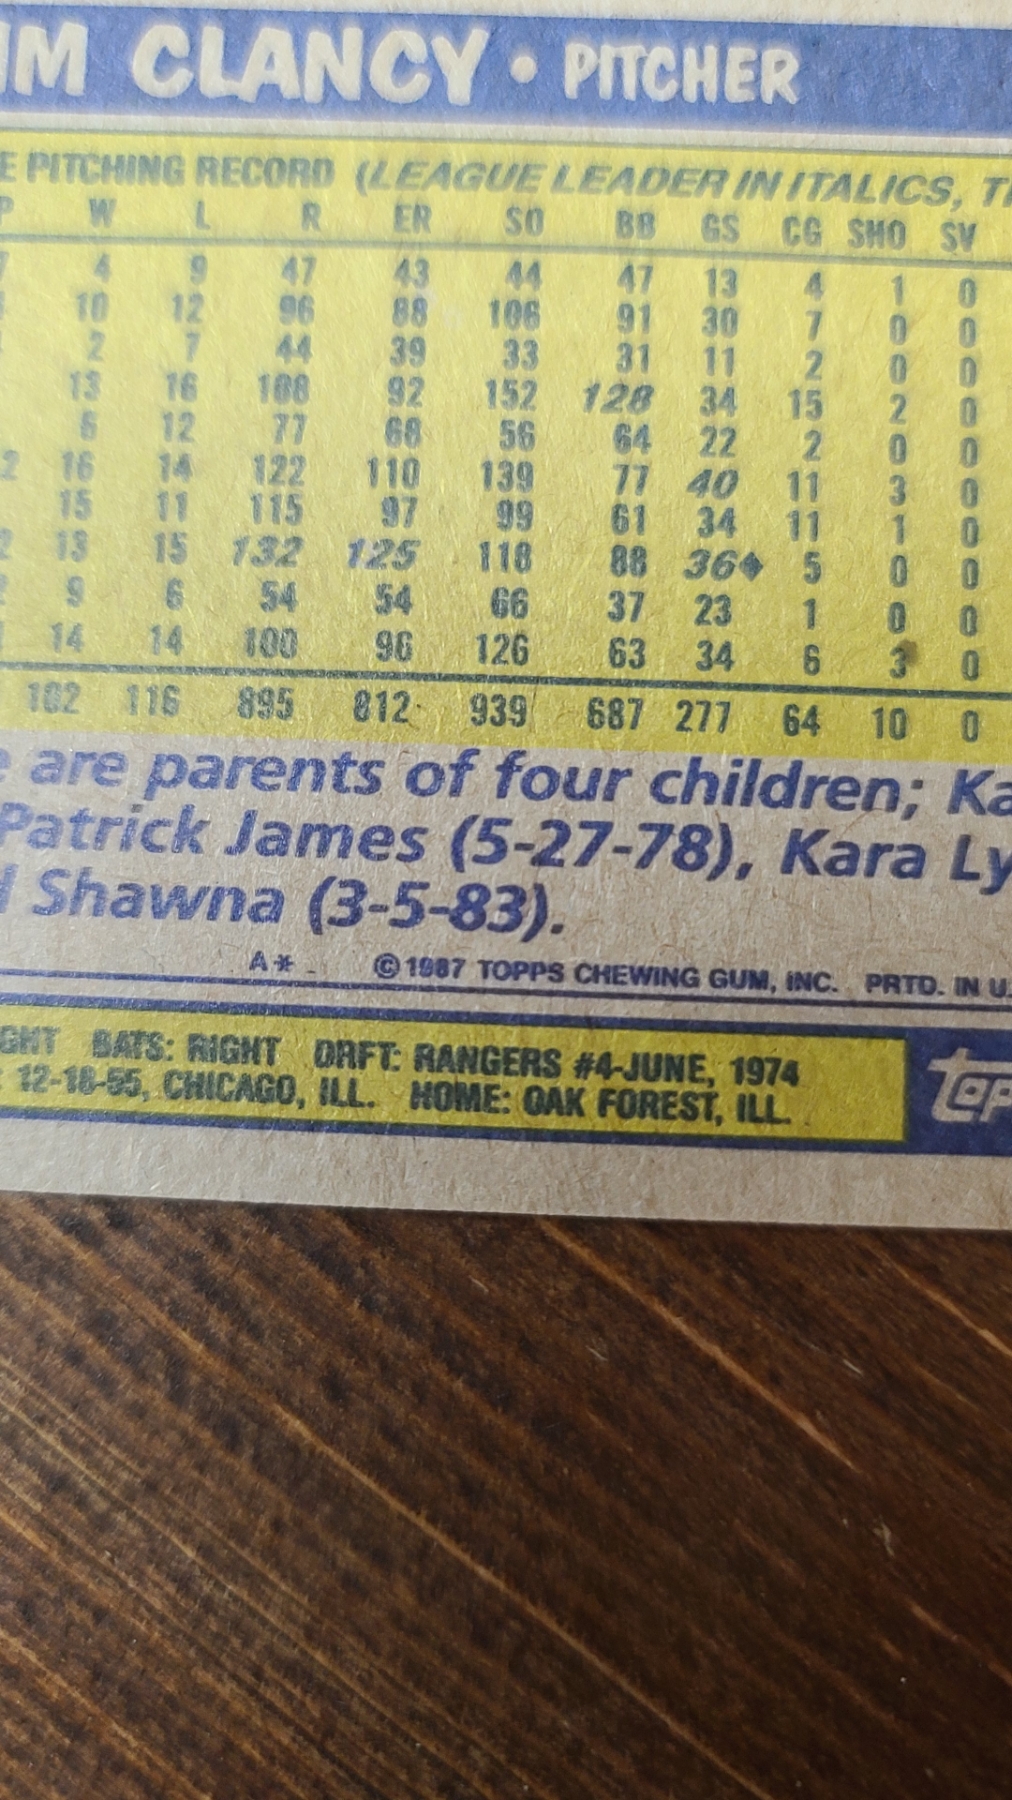 IM CLANCY • PITCHER
E PITCHING RECORD (LEAGUE LEADER IN ITALICS, TI
P W L R ER SO BB GS CG SHO SV
7 4 9 47 43 44 47 13 4 1 0
10 12 96 88 106 91 30 7 0 0
2 7 44 39 33 31 11 2 0 0
13 16 108 92 152 128 34 15 2 0
6 12 77 68 56 64 22 2 0 0
2 16 14 122 110 139 77 40 11 3 0
15 11 115 97 99 61 34 11 1 0
2 13 15 132 125 118 88 36♦ 5 0 0
9 6 54 54 66 37 23 1 0 0
14 14 100 96 126 63 34 6 3 0
102 116 895 812 939 687 277 64 10 0
e are parents of four children; Ka
Patrick James (5-27-78), Kara Ly
d Shawna (3-5-83).
A* ©1987 TOPPS CHEWING GUM, INC. PRTD. IN U.
GHT BATS: RIGHT DRFT: RANGERS #4-JUNE, 1974
: 12-18-55, CHICAGO, ILL. HOME: OAK FOREST, ILL.
TOP